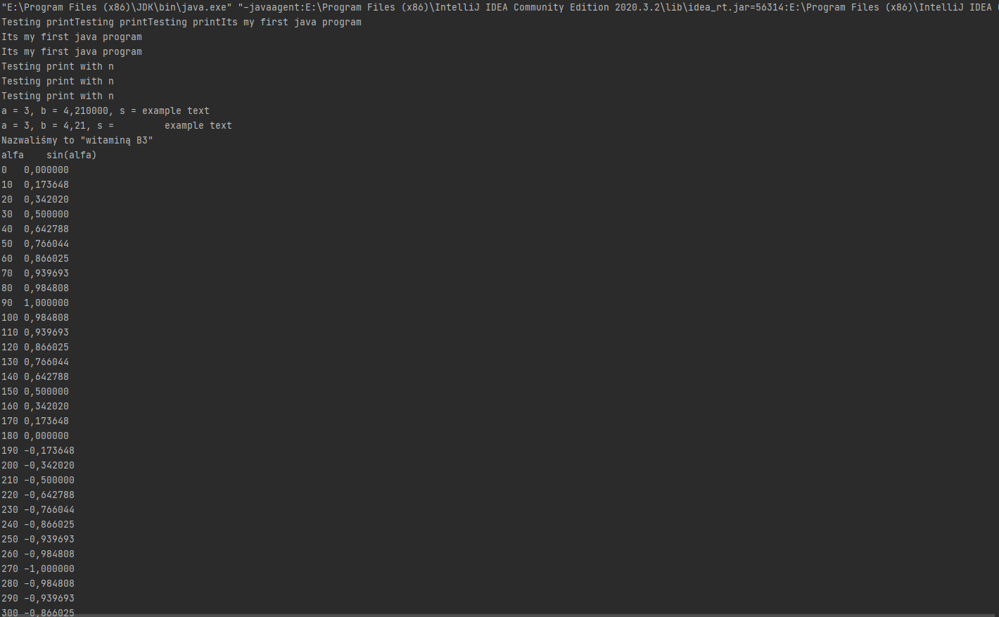 "E:\Program Files (x86)\JDK\bin\java.exe" "-javaagent:E:\Program Files (x86)\IntelliJ IDEA Community Edition 2020.3.2\lib\idea_rt.jar=56314:E:\Program Files (x86)\IntelliJ IDEA
Testing printTesting printTesting printIts my first java program
Its my first java program
Its my first java program
Testing print with n
Testing print with n
Testing print with n
a = 3, b = 4,210000, s = example text
a = 3, b = 4,21, s =         example text
Nazwaliśmy to "witaminą B3"
alfa    sin(alfa)
0   0,000000
10  0,173648
20  0,342020
30  0,500000
40  0,642788
50  0,766044
60  0,866025
70  0,939693
80  0,984808
90  1,000000
100 0,984808
110 0,939693
120 0,866025
130 0,766044
140 0,642788
150 0,500000
160 0,342020
170 0,173648
180 0,000000
190 -0,173648
200 -0,342020
210 -0,500000
220 -0,642788
230 -0,766044
240 -0,866025
250 -0,939693
260 -0,984808
270 -1,000000
280 -0,984808
290 -0,939693
300 -0,866025